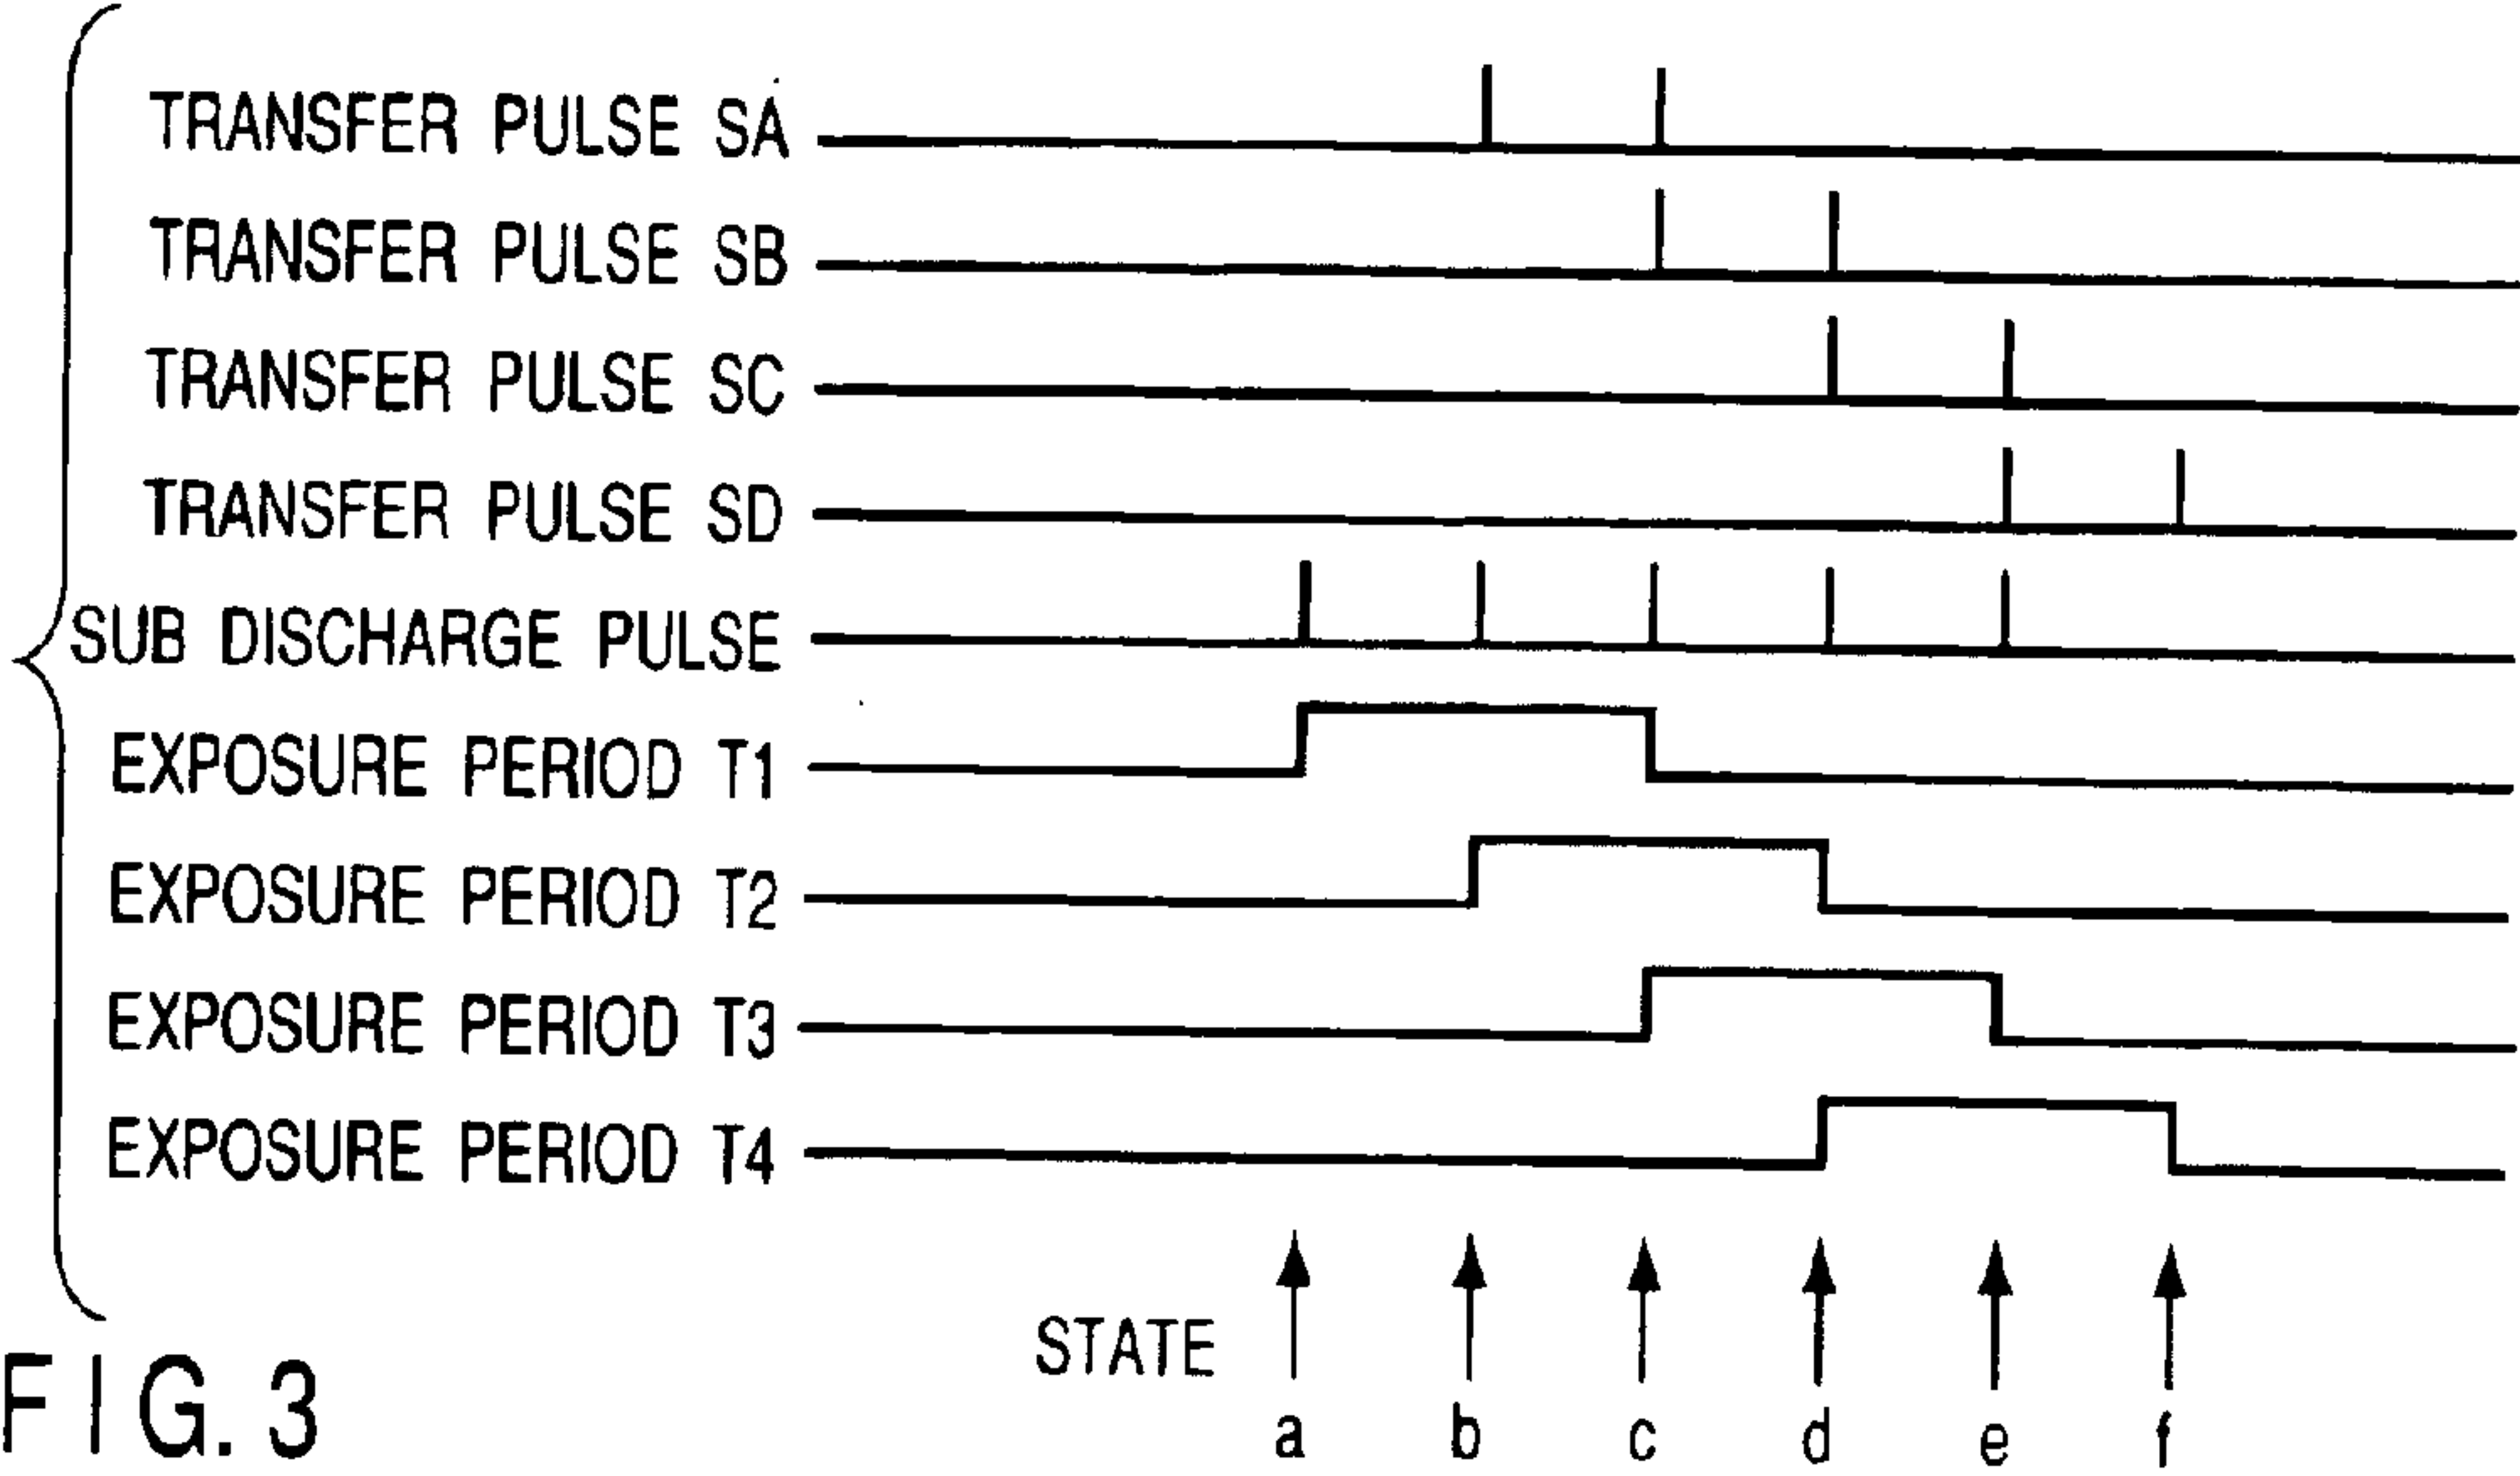 TRANSFER PULSE SA
TRANSFER PULSE SB
TRANSFER PULSE SC
TRANSFER PULSE SD
SUB DISCHARGE PULSE
EXPOSURE PERIOD T1
EXPOSURE PERIOD T2
EXPOSURE PERIOD T3
EXPOSURE PERIOD T4
STATE
a b c d e f
FIG. 3